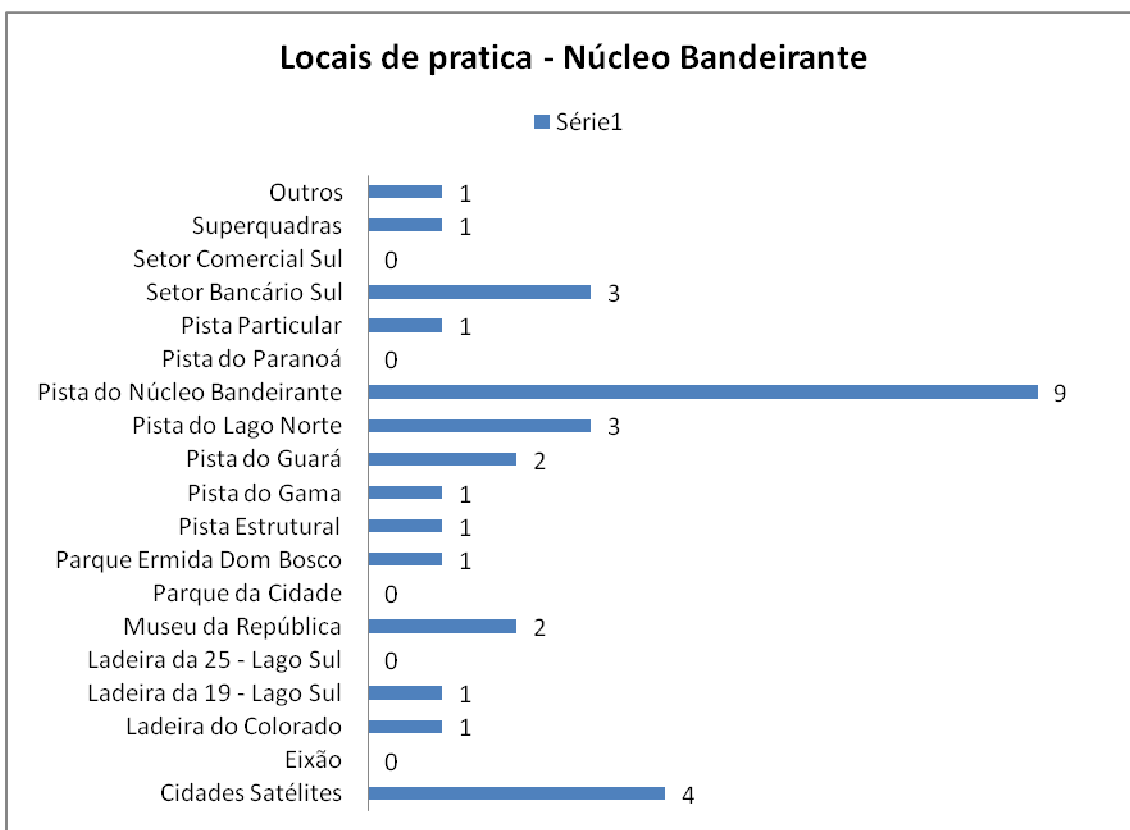 Locais de pratica - Núcleo Bandeirante
Série1
Outros 1
Superquadras 1
Setor Comercial Sul 0
Setor Bancário Sul 3
Pista Particular 1
Pista do Paranoá 0
Pista do Núcleo Bandeirante 9
Pista do Lago Norte 3
Pista do Guará 2
Pista do Gama 1
Pista Estrutural 1
Parque Ermida Dom Bosco 1
Parque da Cidade 0
Museu da República 2
Ladeira da 25 - Lago Sul 0
Ladeira da 19 - Lago Sul 1
Ladeira do Colorado 1
Eixão 0
Cidades Satélites 4